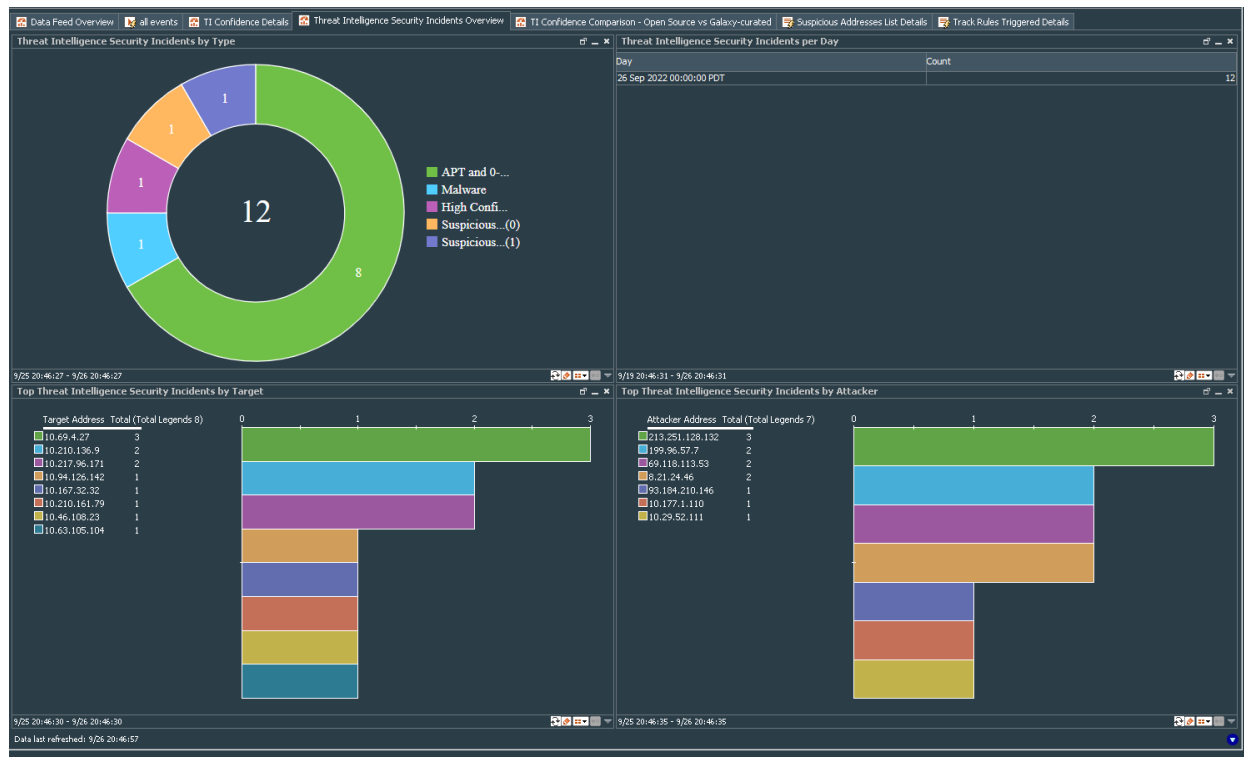 Data Feed Overview all events TI Confidence Details Threat Intelligence Security Incidents Overview TI Confidence Comparison - Open Source vs Galaxy-curated Suspicious Addresses List Details Track Rules Triggered Details
Threat Intelligence Security Incidents by Type
1
1
1
1
8
12
APT and 0-...
Malware
High Confi...
Suspicious...(0)
Suspicious...(1)
9/25 20:46:27 - 9/26 20:46:27
Threat Intelligence Security Incidents per Day
Day Count
26 Sep 2022 00:00:00 PDT 12
9/19 20:46:31 - 9/26 20:46:31
Top Threat Intelligence Security Incidents by Target
Target Address Total (Total Legends 8) 0 1 2 3
10.69.4.27 3
10.210.136.9 2
10.217.96.171 2
10.94.126.142 1
10.167.32.32 1
10.210.161.79 1
10.46.108.23 1
10.63.105.104 1
9/25 20:46:30 - 9/26 20:46:30
Top Threat Intelligence Security Incidents by Attacker
Attacker Address Total (Total Legends 7) 0 1 2 3
213.251.128.132 3
199.96.57.7 2
69.118.113.53 2
8.21.24.46 2
93.184.210.146 1
10.177.1.110 1
10.29.52.111 1
9/25 20:46:35 - 9/26 20:46:35
Data last refreshed: 9/26 20:46:57